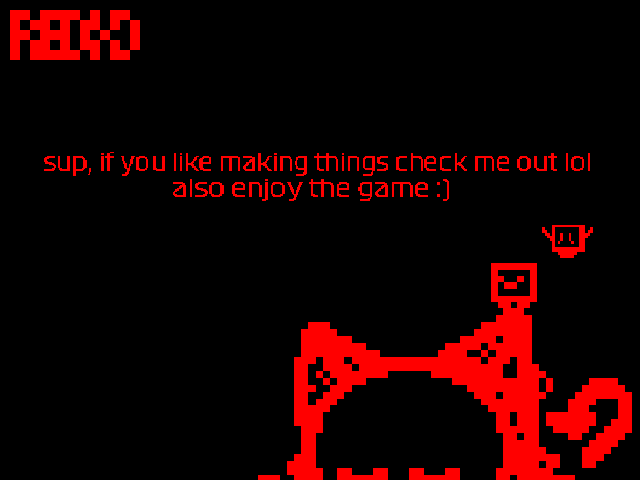 sup, if you like making things check me out lol
also enjoy the game :]